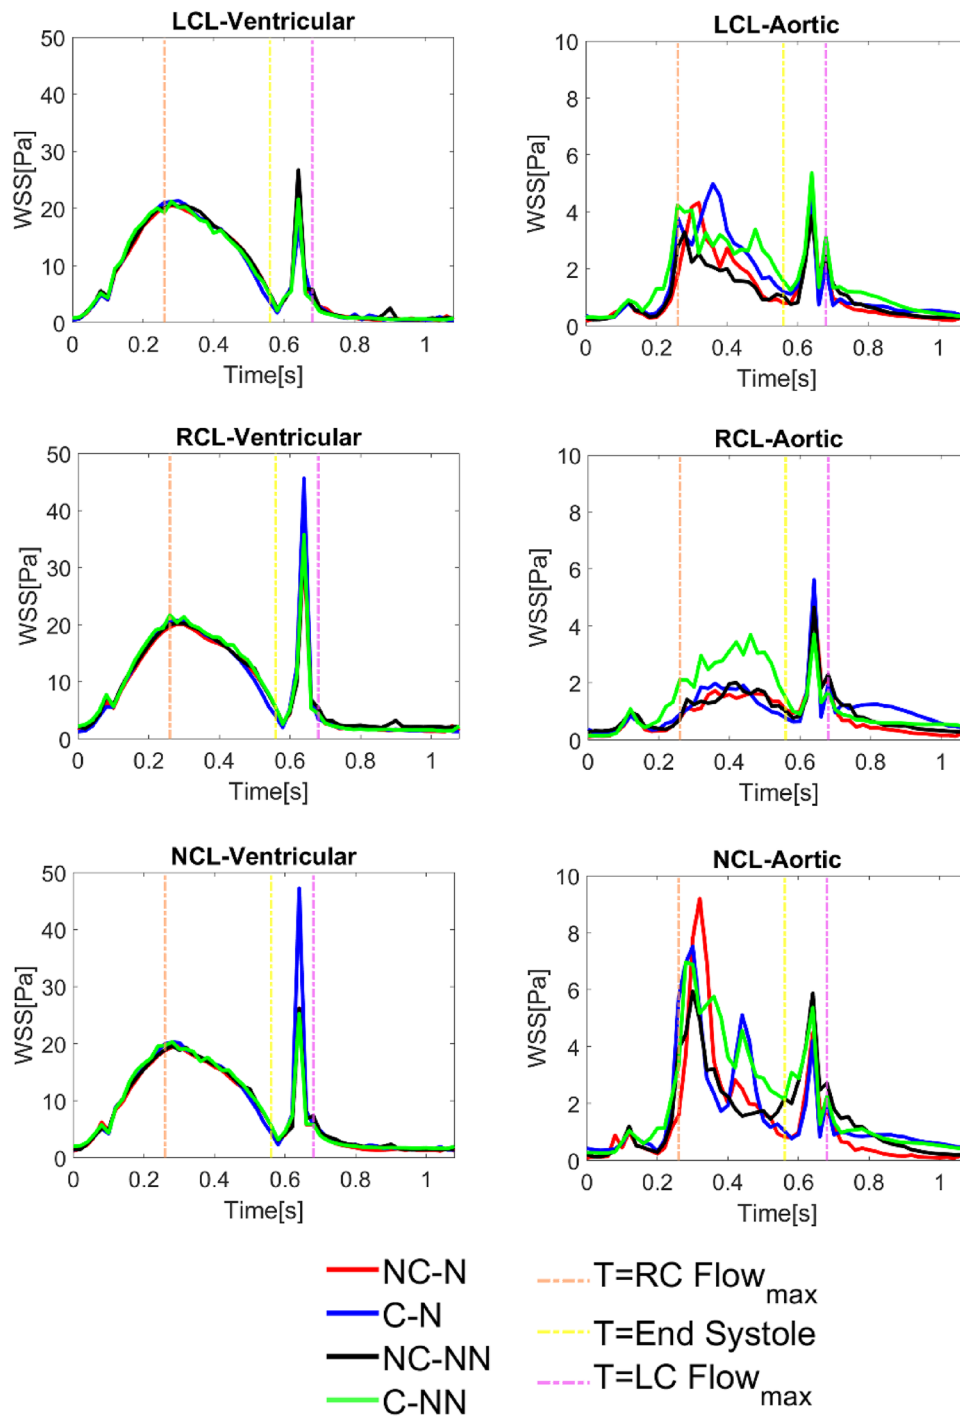 LCL-Ventricular
50
40
30
20
10
0
WSS[Pa]
0 0.2 0.4 0.6 0.8 1
Time[s]
LCL-Aortic
10
8
6
4
2
0
WSS[Pa]
0 0.2 0.4 0.6 0.8 1
Time[s]
RCL-Ventricular
50
40
30
20
10
0
WSS[Pa]
0 0.2 0.4 0.6 0.8 1
Time[s]
RCL-Aortic
10
8
6
4
2
0
WSS[Pa]
0 0.2 0.4 0.6 0.8 1
Time[s]
NCL-Ventricular
50
40
30
20
10
0
WSS[Pa]
0 0.2 0.4 0.6 0.8 1
Time[s]
NCL-Aortic
10
8
6
4
2
0
WSS[Pa]
0 0.2 0.4 0.6 0.8 1
Time[s]
NC-N
C-N
NC-NN
C-NN
T=RC Flow_max
T=End Systole
T=LC Flow_max